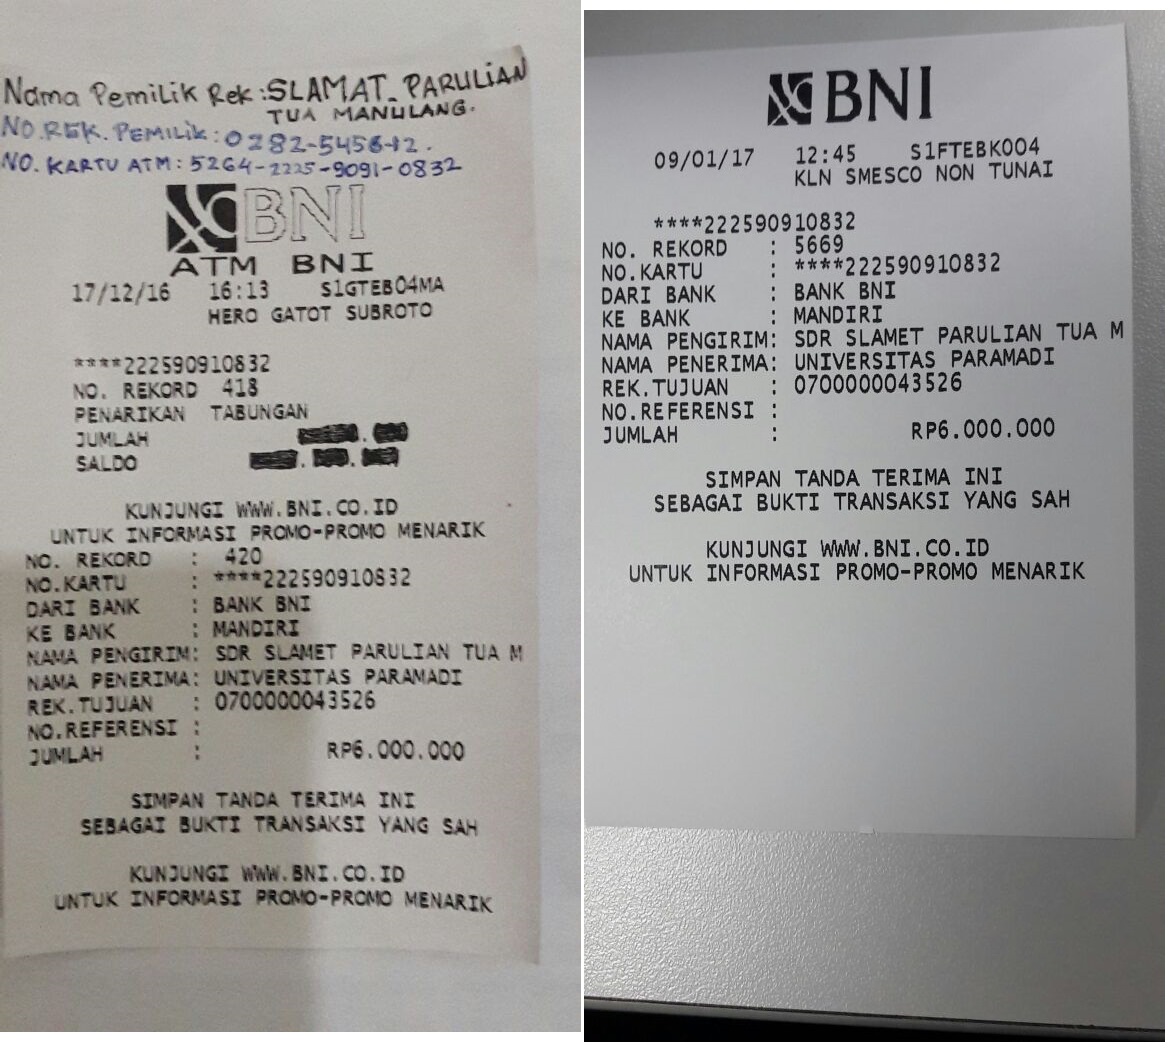 Nama Pemilik Rek : SLAMAT PARULIAN
TUA MANULANG.
NO. REK. PEMILIK : 0282-545612.
NO. KARTU ATM : 5264-2225-9091-0832
BNI
ATM BNI
17/12/16 16:13 S1GTEB04MA
HERO GATOT SUBROTO
****222590910832
NO. REKORD 418
PENARIKAN TABUNGAN
JUMLAH
SALDO
KUNJUNGI WWW.BNI.CO.ID
UNTUK INFORMASI PROMO-PROMO MENARIK
NO. REKORD : 420
NO.KARTU : ****222590910832
DARI BANK : BANK BNI
KE BANK : MANDIRI
NAMA PENGIRIM: SDR SLAMET PARULIAN TUA M
NAMA PENERIMA: UNIVERSITAS PARAMADI
REK.TUJUAN : 0700000043526
NO.REFERENSI :
JUMLAH : RP6.000.000
SIMPAN TANDA TERIMA INI
SEBAGAI BUKTI TRANSAKSI YANG SAH
KUNJUNGI WWW.BNI.CO.ID
UNTUK INFORMASI PROMO-PROMO MENARIK
BNI
09/01/17 12:45 S1FTEBK004
KLN SMESCO NON TUNAI
****222590910832
NO. REKORD : 5669
NO.KARTU : ****222590910832
DARI BANK : BANK BNI
KE BANK : MANDIRI
NAMA PENGIRIM: SDR SLAMET PARULIAN TUA M
NAMA PENERIMA: UNIVERSITAS PARAMADI
REK.TUJUAN : 0700000043526
NO.REFERENSI :
JUMLAH : RP6.000.000
SIMPAN TANDA TERIMA INI
SEBAGAI BUKTI TRANSAKSI YANG SAH
KUNJUNGI WWW.BNI.CO.ID
UNTUK INFORMASI PROMO-PROMO MENARIK